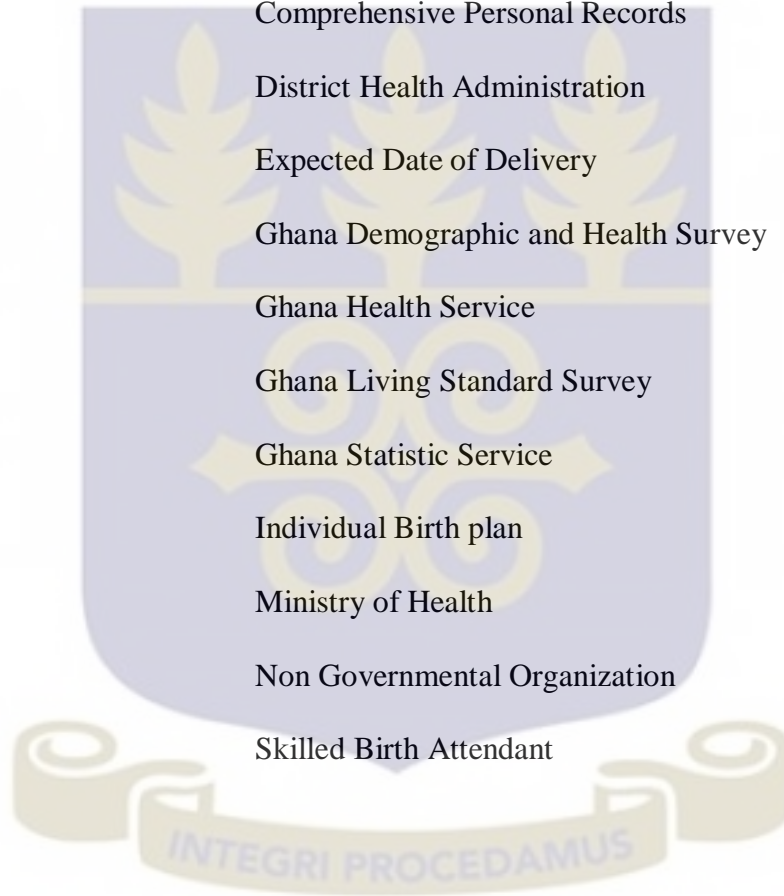 Comprehensive Personal Records
District Health Administration
Expected Date of Delivery
Ghana Demographic and Health Survey
Ghana Health Service
Ghana Living Standard Survey
Ghana Statistic Service
Individual Birth plan
Ministry of Health
Non Governmental Organization
Skilled Birth Attendant
INTEGRI PROCEDAMUS